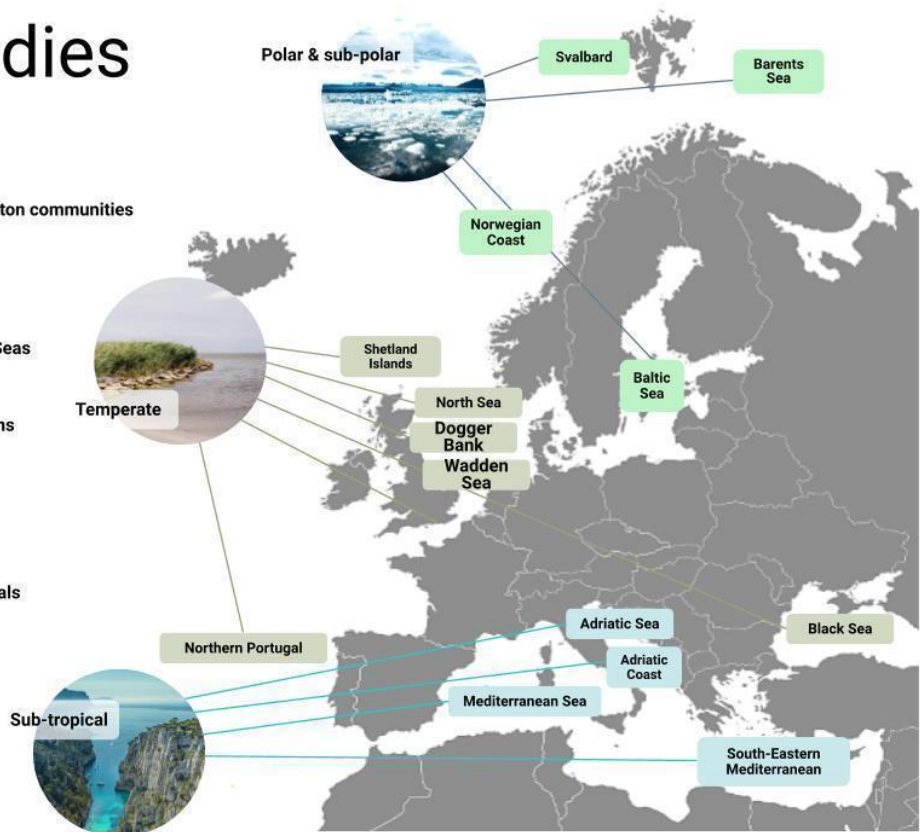 dies
Polar & sub-polar
Svalbard
Barents
Sea
ton communities
Norwegian
Coast
Seas
Shetland
Islands
Baltic
Sea
Temperate
North Sea
ns
Dogger
Bank
Wadden
Sea
als
Adriatic Sea
Black Sea
Northern Portugal
Adriatic
Coast
Mediterranean Sea
Sub-tropical
South-Eastern
Mediterranean